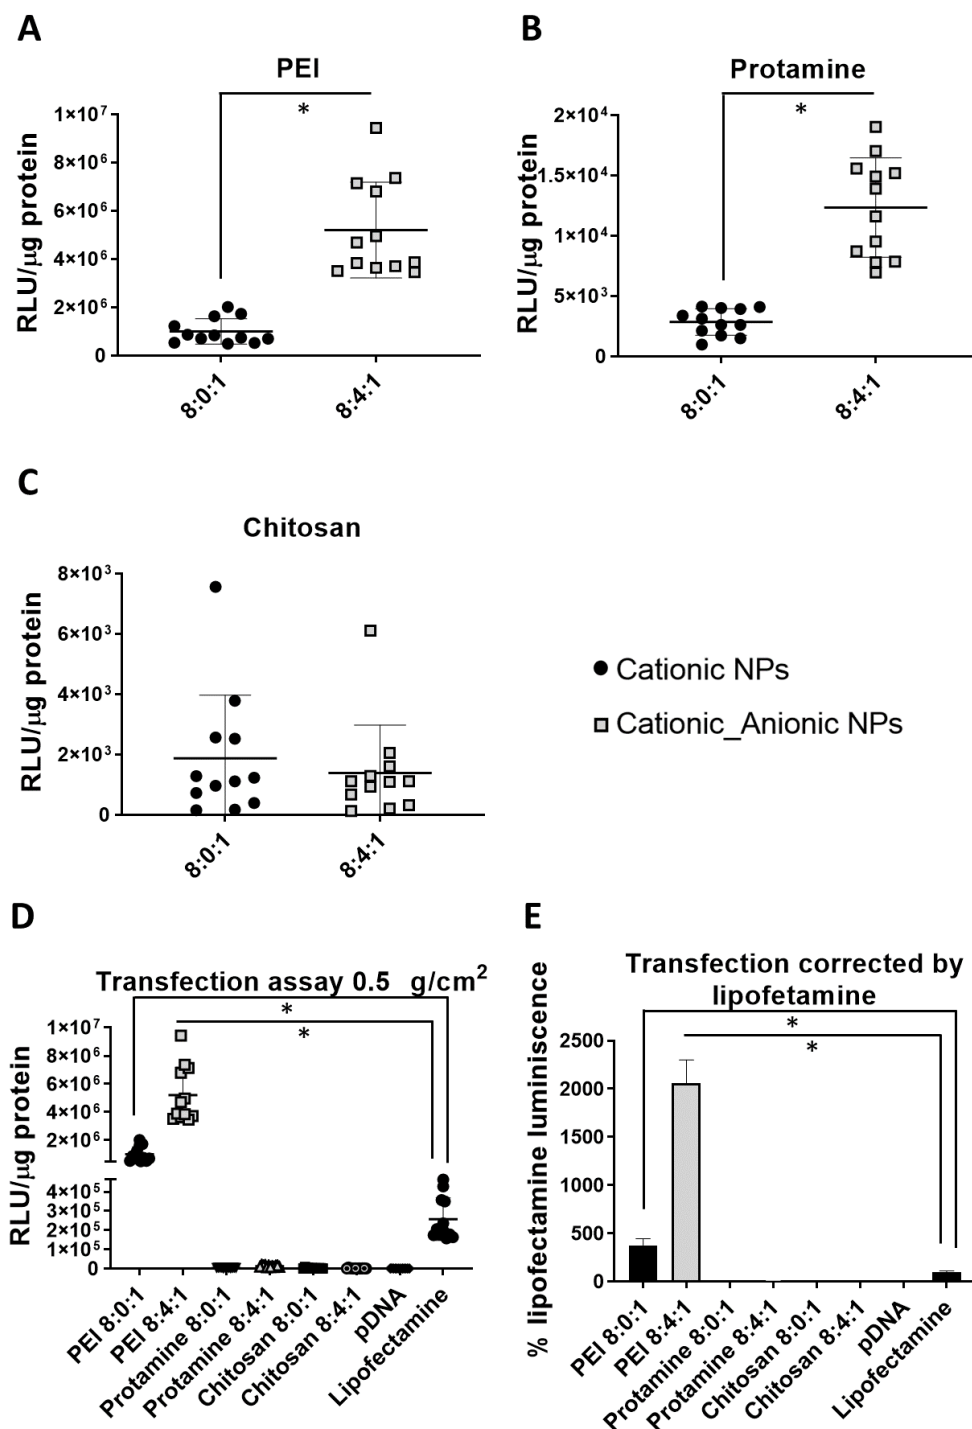 A
PEI
*
RLU/µg protein
1×10⁷
8×10⁶
6×10⁶
4×10⁶
2×10⁶
0
8:0:1
8:4:1
B
Protamine
*
RLU/µg protein
2×10⁴
1.5×10⁴
1×10⁴
5×10³
0
8:0:1
8:4:1
C
Chitosan
RLU/µg protein
8×10³
6×10³
4×10³
2×10³
0
8:0:1
8:4:1
Cationic NPs
Cationic_Anionic NPs
D
Transfection assay 0.5 g/cm²
*
*
RLU/µg protein
1×10⁷
8×10⁶
6×10⁶
4×10⁶
2×10⁶
4×10⁵
3×10⁵
2×10⁵
1×10⁵
0
PEI 8:0:1
PEI 8:4:1
Protamine 8:0:1
Protamine 8:4:1
Chitosan 8:0:1
Chitosan 8:4:1
pDNA
Lipofectamine
E
Transfection corrected by
lipofetamine
*
*
% lipofectamine luminiscence
2500
2000
1500
1000
500
0
PEI 8:0:1
PEI 8:4:1
Protamine 8:0:1
Protamine 8:4:1
Chitosan 8:0:1
Chitosan 8:4:1
pDNA
Lipofectamine